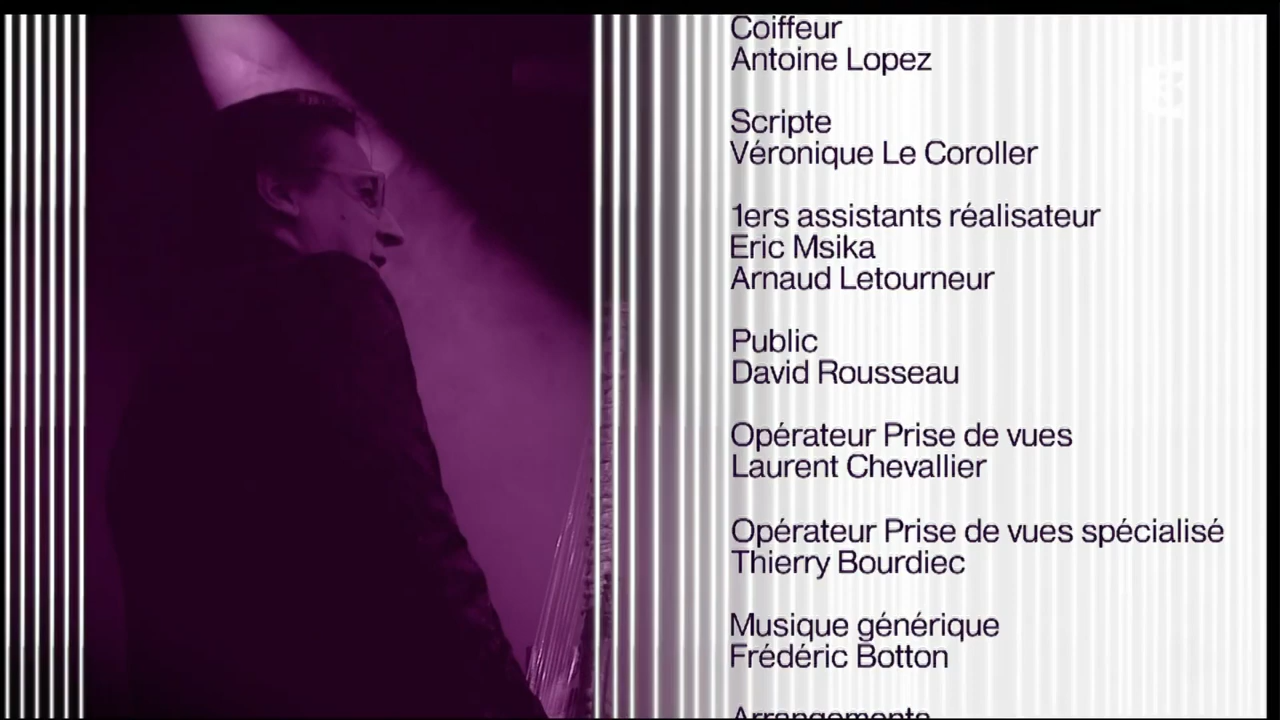 Coiffeur
Antoine Lopez
Scripte
Véronique Le Coroller
1ers assistants réalisateur
Eric Msika
Arnaud Letourneur
Public
David Rousseau
Opérateur Prise de vues
Laurent Chevallier
Opérateur Prise de vues spécialisé
Thierry Bourdiec
Musique générique
Frédéric Botton
Arrangements